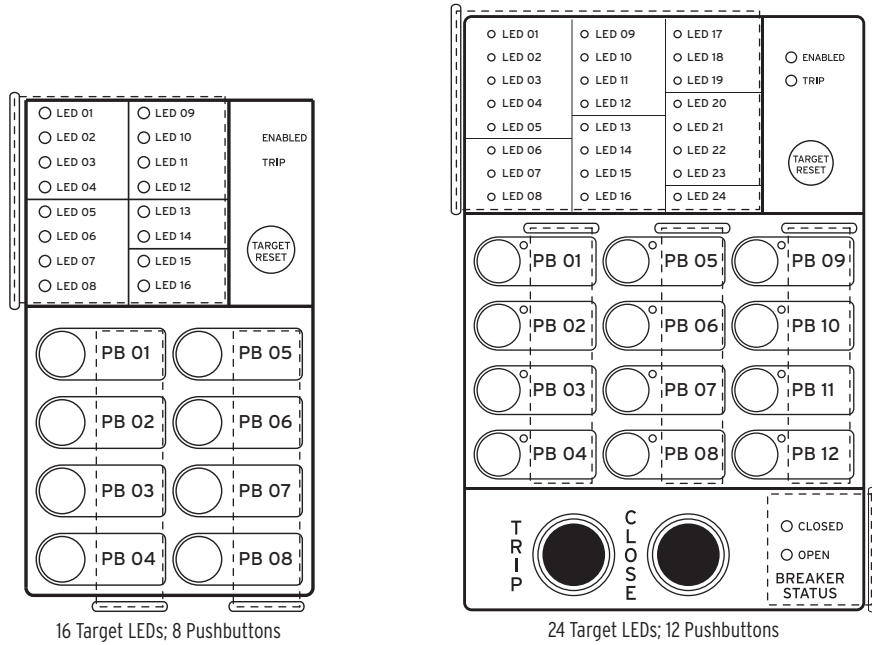 LED 01
LED 02
LED 03
LED 04
LED 05
LED 06
LED 07
LED 08
LED 09
LED 10
LED 11
LED 12
LED 13
LED 14
LED 15
LED 16
ENABLED
TRIP
TARGET
RESET
PB 01
PB 02
PB 03
PB 04
PB 05
PB 06
PB 07
PB 08
16 Target LEDs; 8 Pushbuttons
LED 01
LED 02
LED 03
LED 04
LED 05
LED 06
LED 07
LED 08
LED 09
LED 10
LED 11
LED 12
LED 13
LED 14
LED 15
LED 16
LED 17
LED 18
LED 19
LED 20
LED 21
LED 22
LED 23
LED 24
ENABLED
TRIP
TARGET
RESET
PB 01
PB 02
PB 03
PB 04
PB 05
PB 06
PB 07
PB 08
PB 09
PB 10
PB 11
PB 12
TRIP
CLOSE
CLOSED
OPEN
BREAKER
STATUS
24 Target LEDs; 12 Pushbuttons